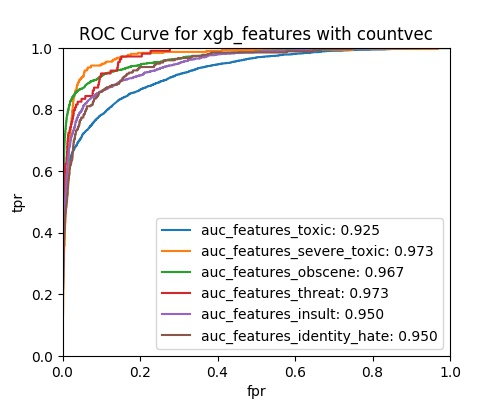 ROC Curve for xgb_features with countvec
1.0
0.8
0.6
0.4
0.2
0.0
tpr
auc_features_toxic: 0.925
auc_features_severe_toxic: 0.973
auc_features_obscene: 0.967
auc_features_threat: 0.973
auc_features_insult: 0.950
auc_features_identity_hate: 0.950
0.0 0.2 0.4 0.6 0.8 1.0
fpr